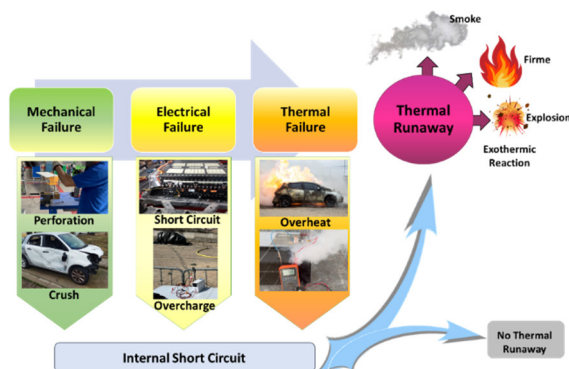 Smoke
Firme
Mechanical
Failure
Electrical
Failure
Thermal
Failure
Thermal
Runaway
Explosion
Exothermic
Reaction
Perforation
Short Circuit
Overheat
Crush
Overcharge
No Thermal
Runaway
Internal Short Circuit